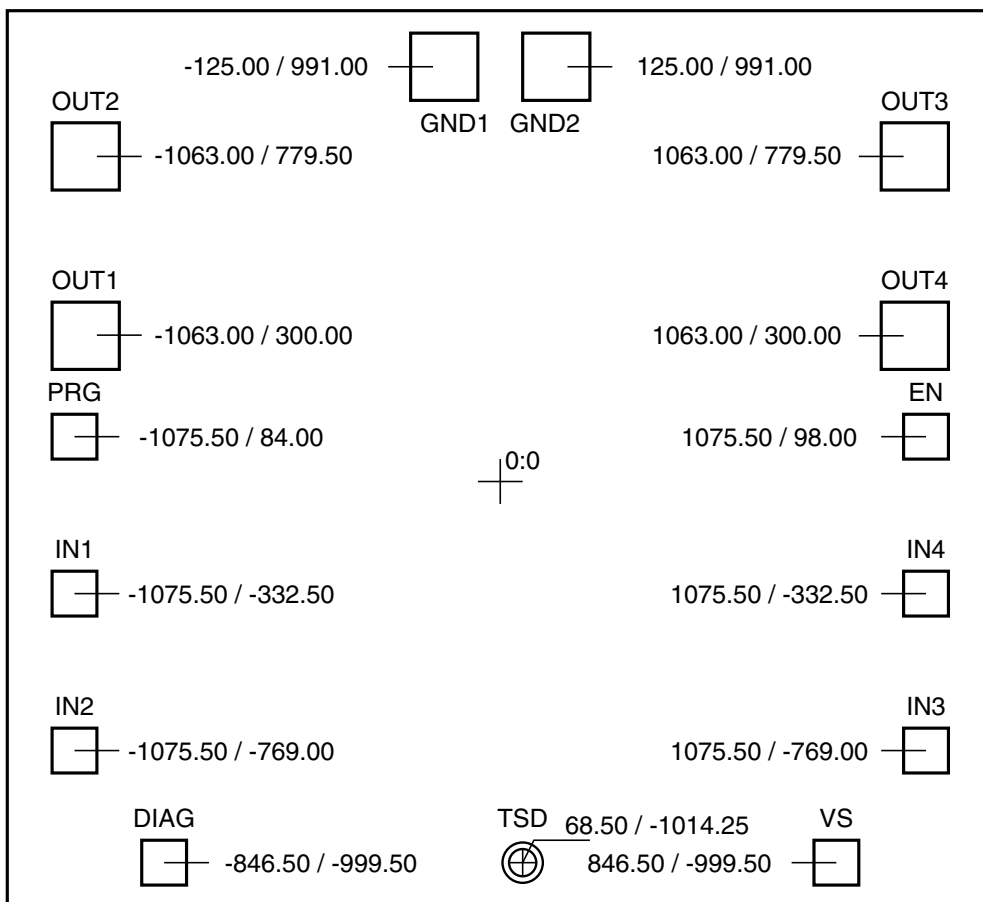 -125.00 / 991.00
125.00 / 991.00
OUT2
GND1
GND2
OUT3
-1063.00 / 779.50
1063.00 / 779.50
OUT1
OUT4
-1063.00 / 300.00
1063.00 / 300.00
PRG
EN
-1075.50 / 84.00
1075.50 / 98.00
0:0
IN1
IN4
-1075.50 / -332.50
1075.50 / -332.50
IN2
IN3
-1075.50 / -769.00
1075.50 / -769.00
DIAG
TSD
68.50 / -1014.25
VS
-846.50 / -999.50
846.50 / -999.50